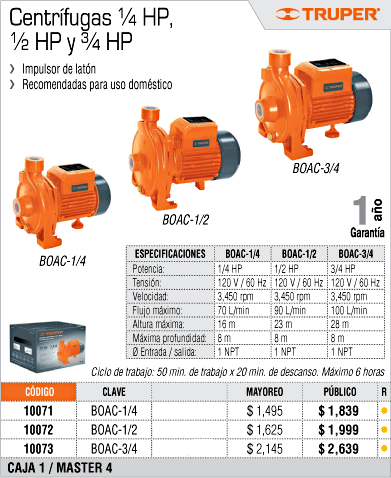 Centrífugas ¼ HP,
½ HP y ¾ HP
TRUPER
❯ Impulsor de latón
❯ Recomendadas para uso doméstico
BOAC-3/4
BOAC-1/2
BOAC-1/4
1 año
Garantía
ESPECIFICACIONES BOAC-1/4 BOAC-1/2 BOAC-3/4
Potencia: 1/4 HP 1/2 HP 3/4 HP
Tensión: 120 V / 60 Hz 120 V / 60 Hz 120 V / 60 Hz
Velocidad: 3,450 rpm 3,450 rpm 3,450 rpm
Flujo máximo: 70 L/min 90 L/min 100 L/min
Altura máxima: 16 m 23 m 28 m
Máxima profundidad: 8 m 8 m 8 m
Ø Entrada / salida: 1 NPT 1 NPT 1 NPT
Ciclo de trabajo: 50 min. de trabajo x 20 min. de descanso. Máximo 6 horas
CÓDIGO CLAVE MAYOREO PÚBLICO R
10071 BOAC-1/4 $ 1,495 $ 1,839
10072 BOAC-1/2 $ 1,625 $ 1,999
10073 BOAC-3/4 $ 2,145 $ 2,639
CAJA 1 / MASTER 4